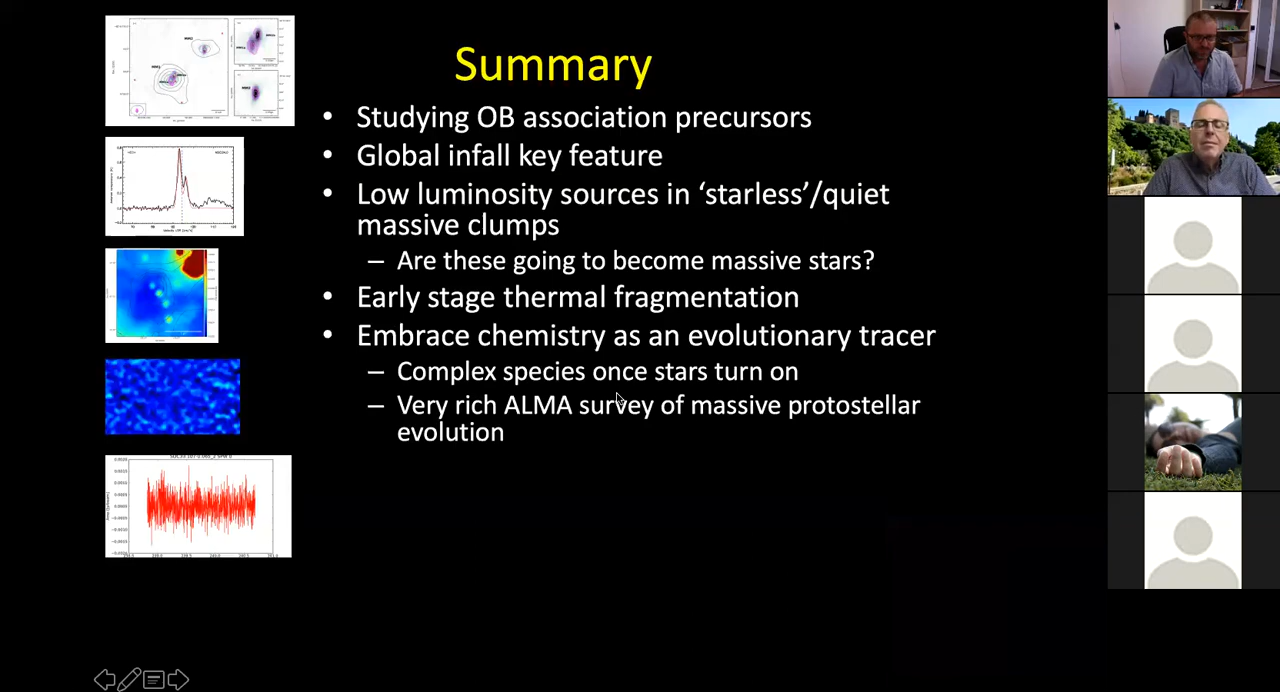 Summary
• Studying OB association precursors
• Global infall key feature
• Low luminosity sources in ‘starless’/quiet
massive clumps
– Are these going to become massive stars?
• Early stage thermal fragmentation
• Embrace chemistry as an evolutionary tracer
– Complex species once stars turn on
– Very rich ALMA survey of massive protostellar
evolution